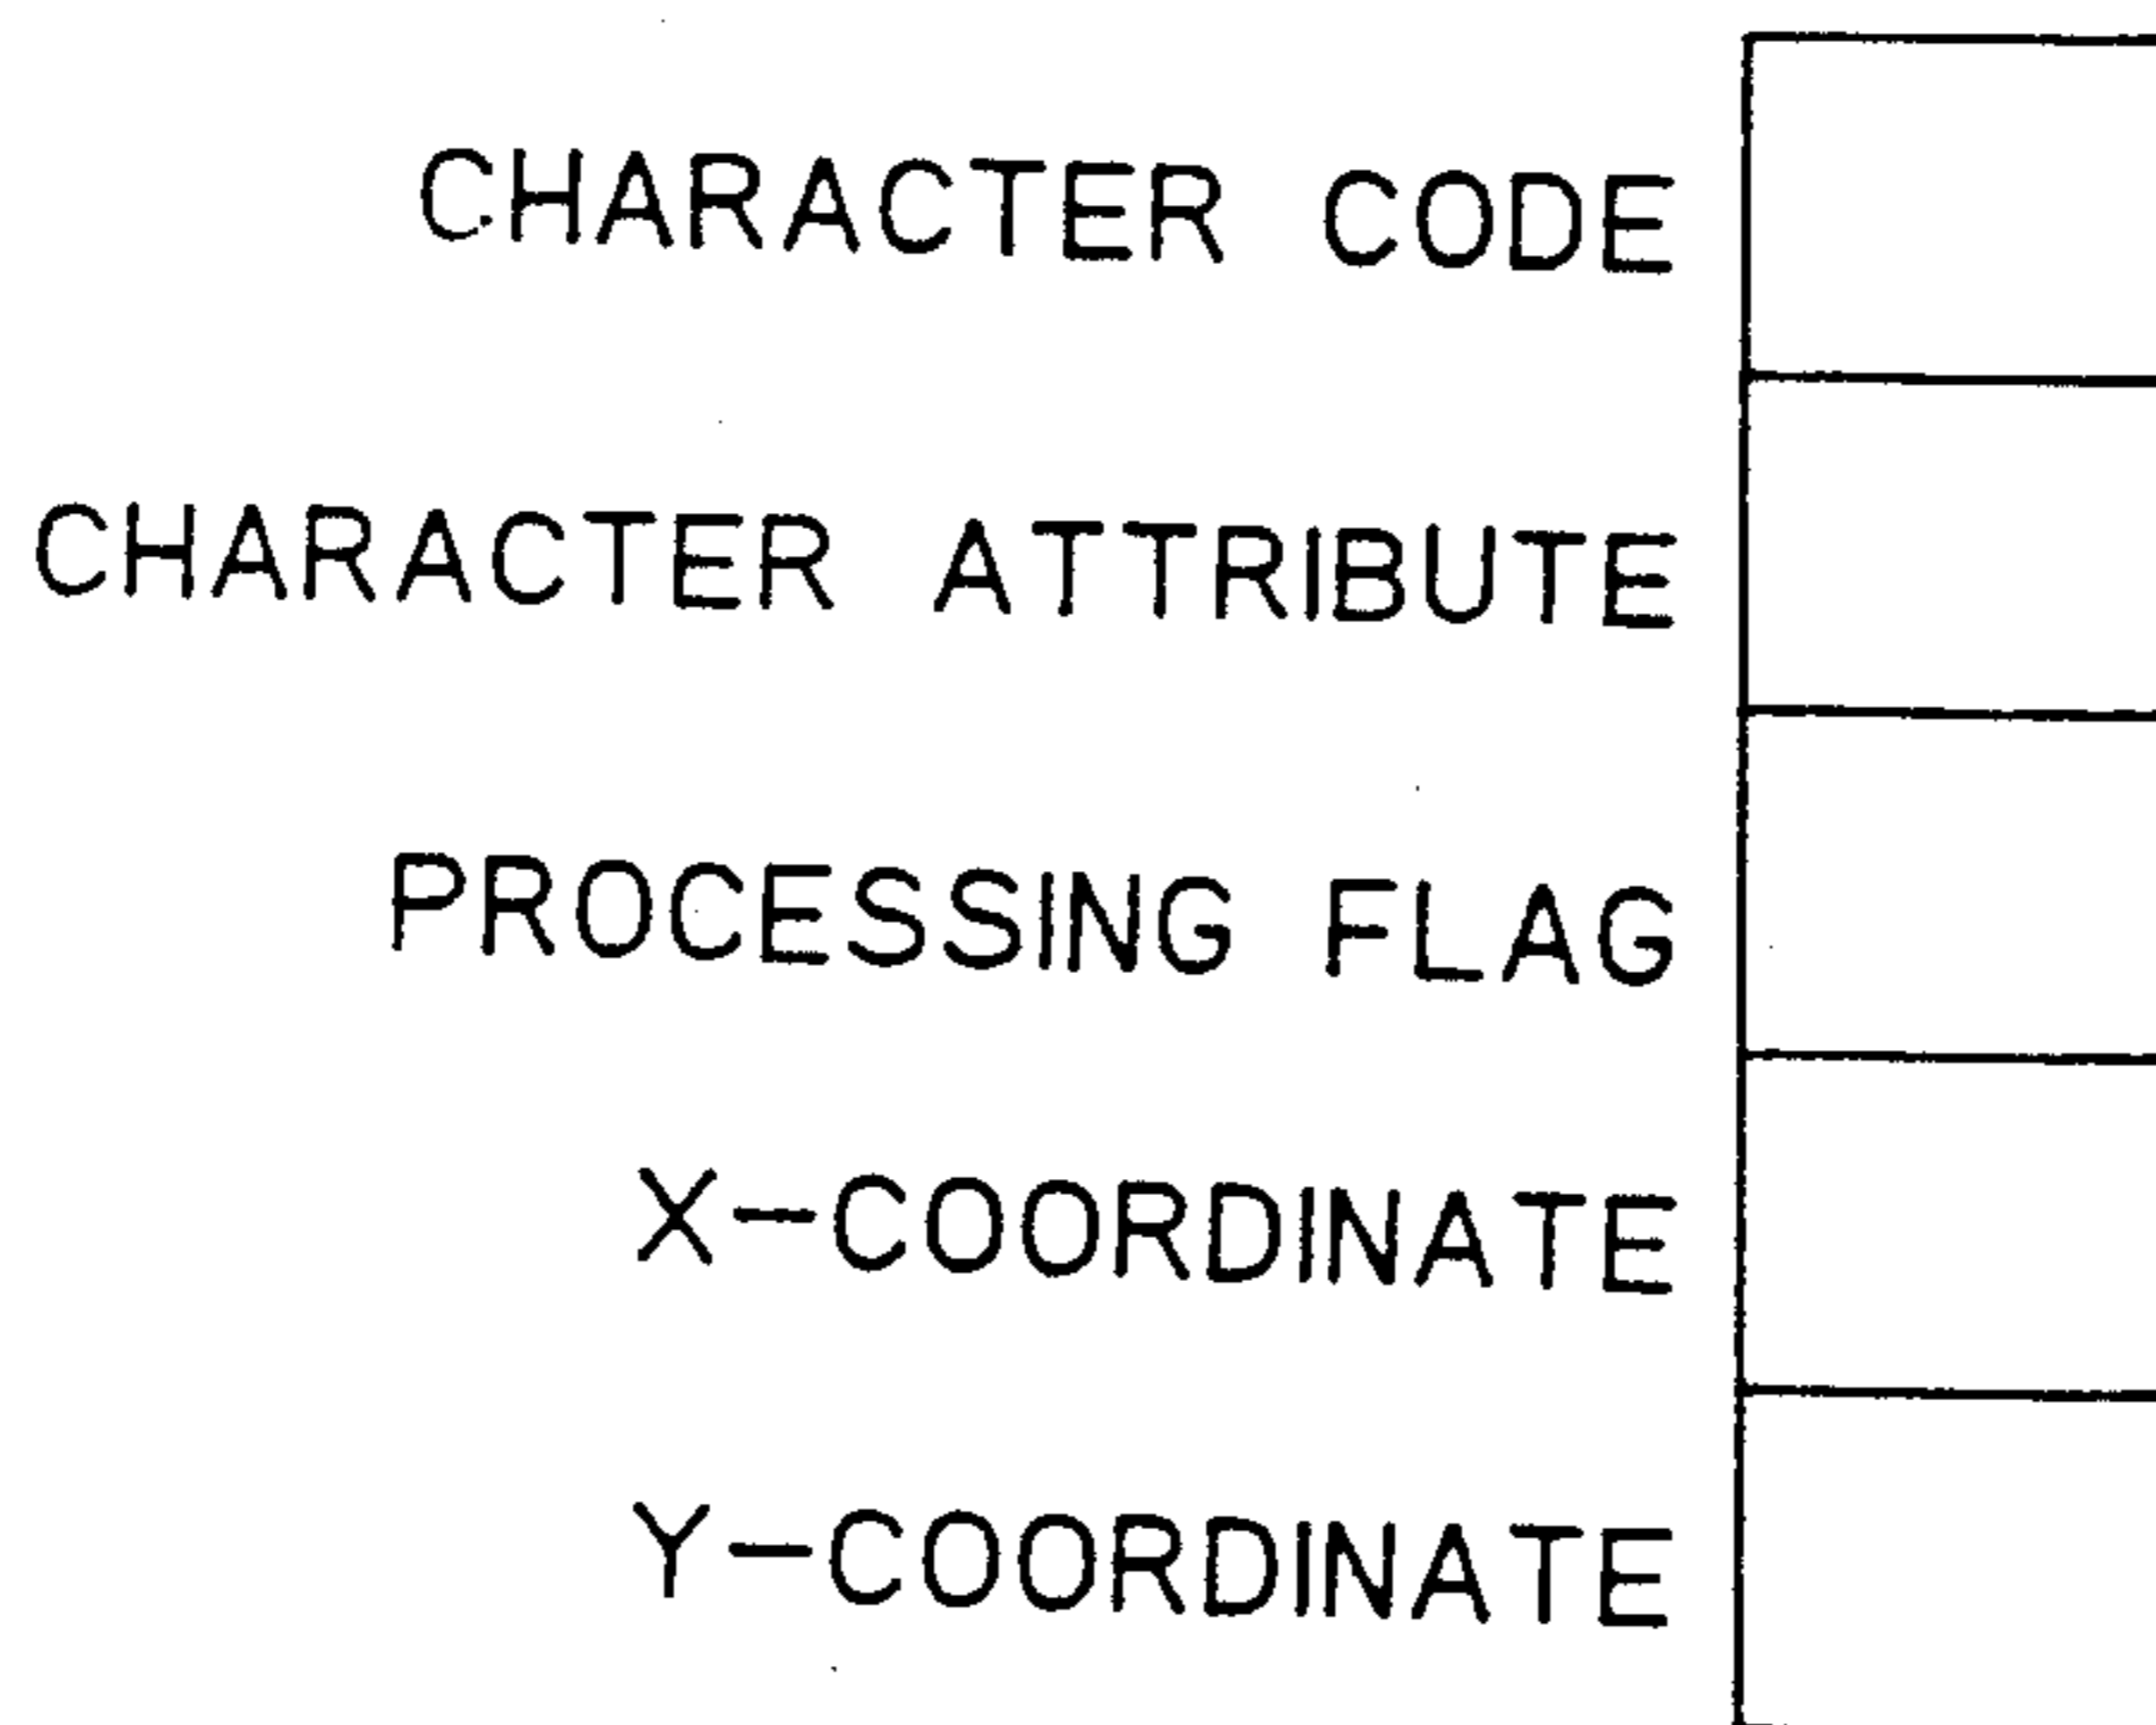 CHARACTER CODE
CHARACTER ATTRIBUTE
PROCESSING FLAG
X-COORDINATE
Y-COORDINATE